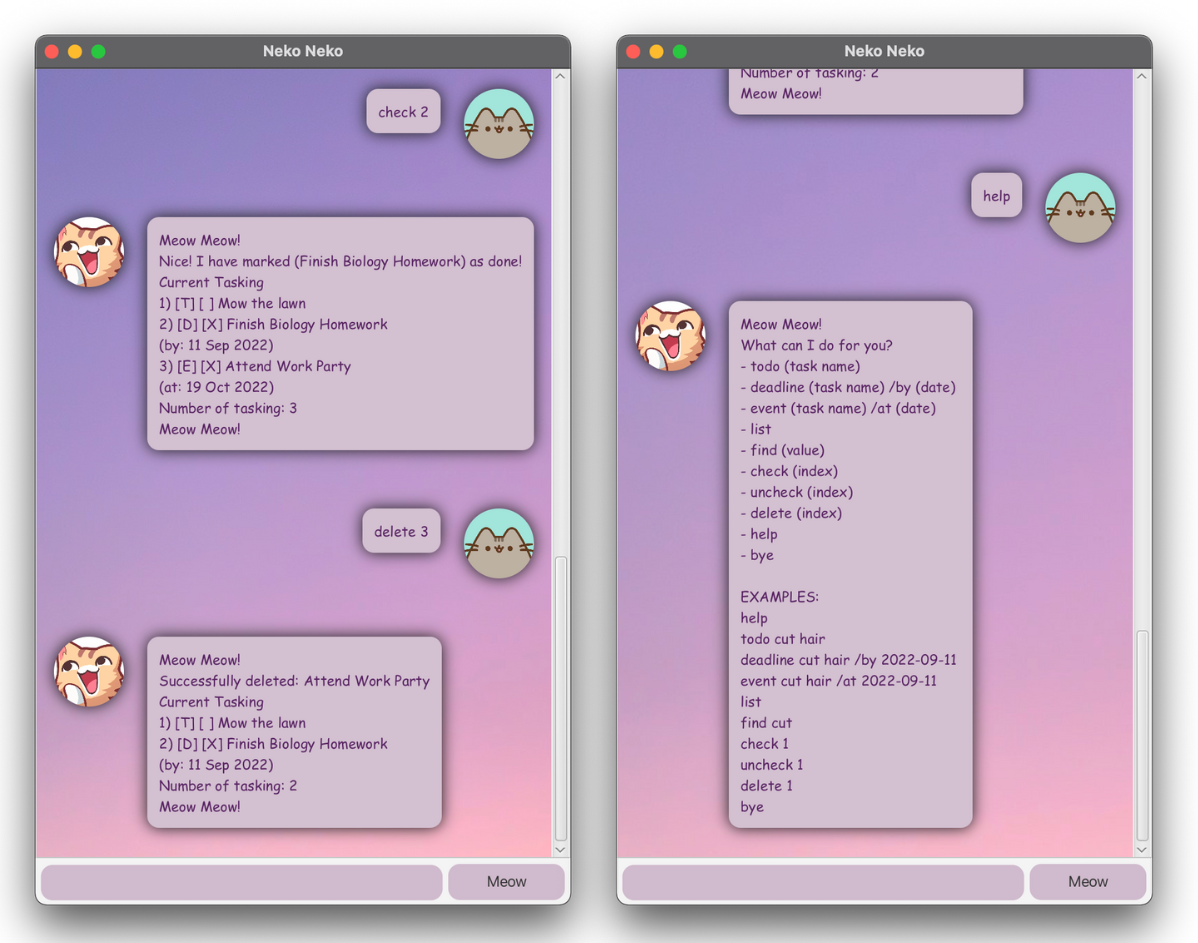 Neko Neko
check 2
Meow Meow!
Nice! I have marked (Finish Biology Homework) as done!
Current Tasking
1) [T] [ ] Mow the lawn
2) [D] [X] Finish Biology Homework
(by: 11 Sep 2022)
3) [E] [X] Attend Work Party
(at: 19 Oct 2022)
Number of tasking: 3
Meow Meow!
delete 3
Meow Meow!
Successfully deleted: Attend Work Party
Current Tasking
1) [T] [ ] Mow the lawn
2) [D] [X] Finish Biology Homework
(by: 11 Sep 2022)
Number of tasking: 2
Meow Meow!
Meow
Neko Neko
Number of tasking: 2
Meow Meow!
help
Meow Meow!
What can I do for you?
- todo (task name)
- deadline (task name) /by (date)
- event (task name) /at (date)
- list
- find (value)
- check (index)
- uncheck (index)
- delete (index)
- help
- bye
EXAMPLES:
help
todo cut hair
deadline cut hair /by 2022-09-11
event cut hair /at 2022-09-11
list
find cut
check 1
uncheck 1
delete 1
bye
Meow